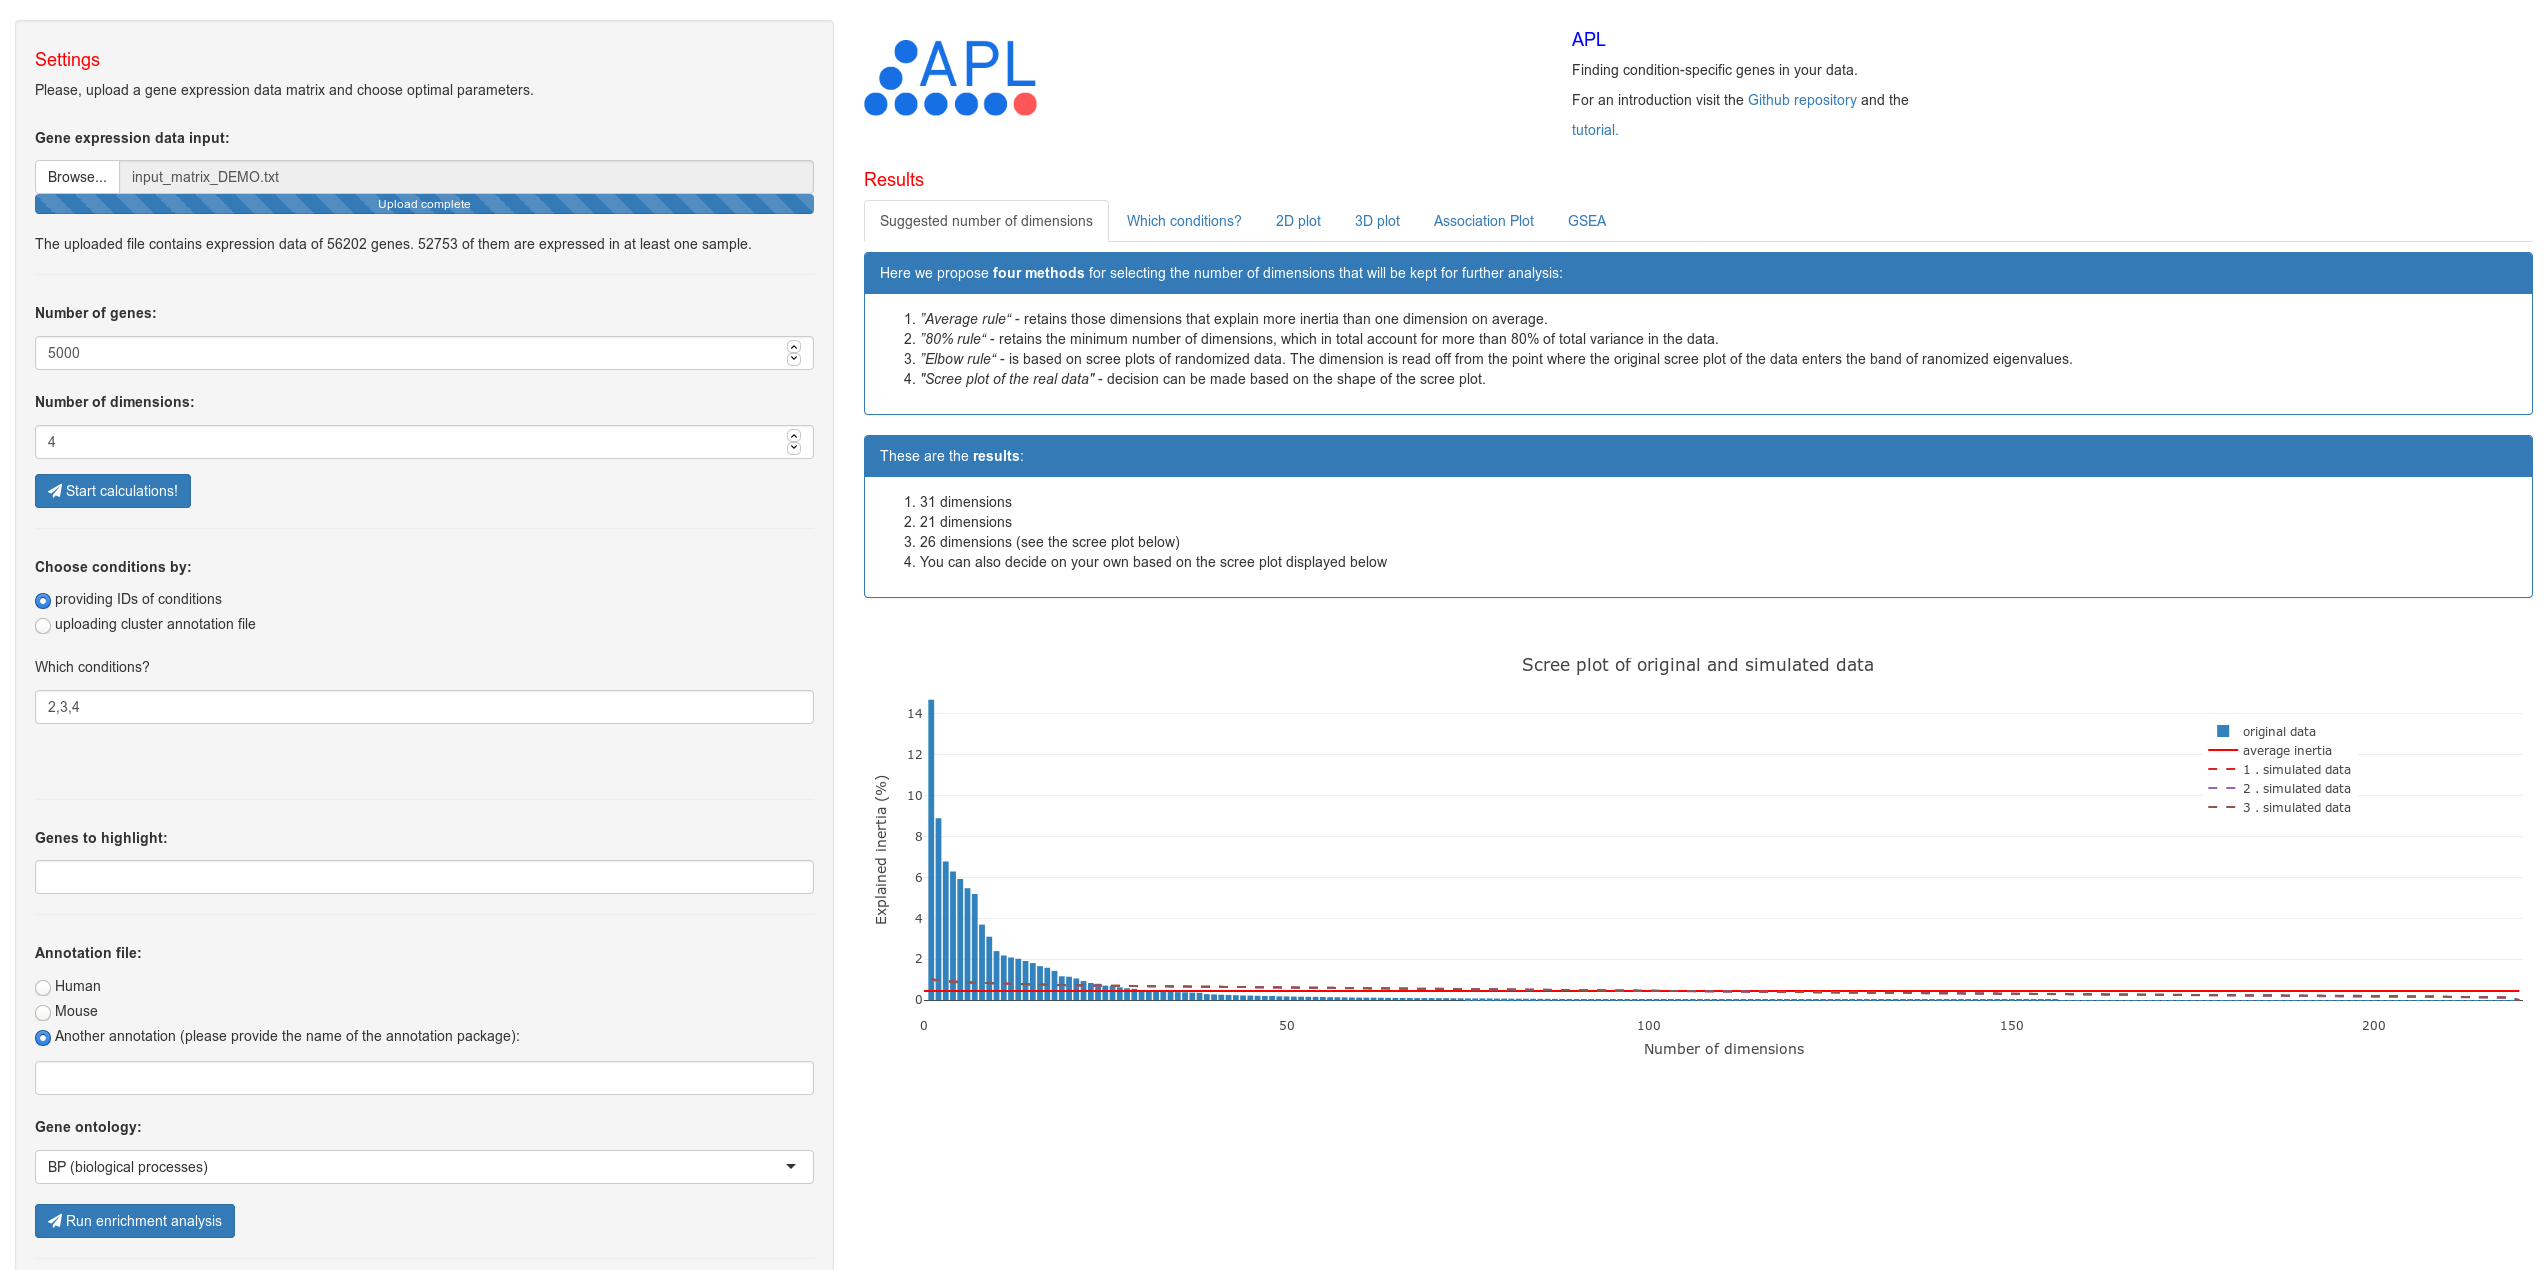 Settings
Please, upload a gene expression data matrix and choose optimal parameters.
Gene expression data input:
Browse... input_matrix_DEMO.txt
Upload complete
The uploaded file contains expression data of 56202 genes. 52753 of them are expressed in at least one sample.
Number of genes:
5000
Number of dimensions:
4
Start calculations!
Choose conditions by:
providing IDs of conditions
uploading cluster annotation file
Which conditions?
2,3,4
Genes to highlight:
Annotation file:
Human
Mouse
Another annotation (please provide the name of the annotation package):
Gene ontology:
BP (biological processes)
Run enrichment analysis
APL
APL
Finding condition-specific genes in your data.
For an introduction visit the Github repository and the
tutorial.
Results
Suggested number of dimensions Which conditions? 2D plot 3D plot Association Plot GSEA
Here we propose four methods for selecting the number of dimensions that will be kept for further analysis:
1. ”Average rule“ - retains those dimensions that explain more inertia than one dimension on average.
2. ”80% rule“ - retains the minimum number of dimensions, which in total account for more than 80% of total variance in the data.
3. ”Elbow rule“ - is based on scree plots of randomized data. The dimension is read off from the point where the original scree plot of the data enters the band of ranomized eigenvalues.
4. "Scree plot of the real data" - decision can be made based on the shape of the scree plot.
These are the results:
1. 31 dimensions
2. 21 dimensions
3. 26 dimensions (see the scree plot below)
4. You can also decide on your own based on the scree plot displayed below
Scree plot of original and simulated data
Explained inertia (%)
14
12
10
8
6
4
2
0
original data
average inertia
1 . simulated data
2 . simulated data
3 . simulated data
0 50 100 150 200
Number of dimensions